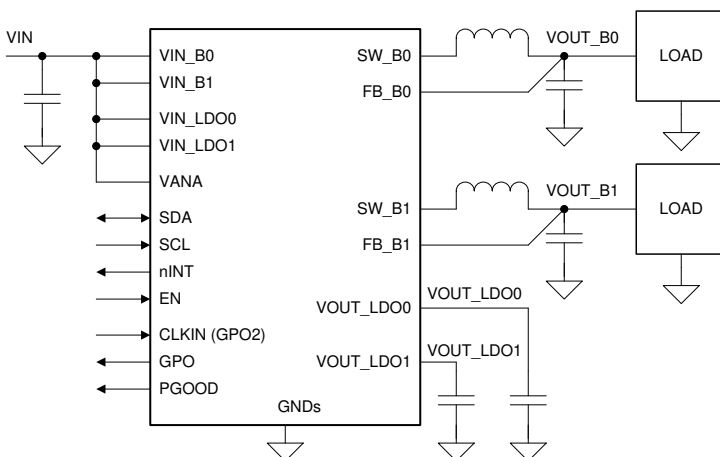 VIN
VIN_B0
VIN_B1
VIN_LDO0
VIN_LDO1
VANA
SDA
SCL
nINT
EN
CLKIN (GPO2)
GPO
PGOOD
GNDs
SW_B0
FB_B0
SW_B1
FB_B1
VOUT_LDO0
VOUT_LDO1
VOUT_B0
LOAD
VOUT_B1
LOAD
VOUT_LDO0
VOUT_LDO1